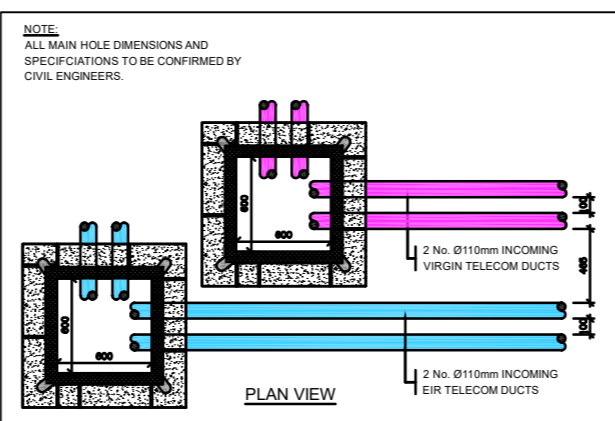 NOTE:
ALL MAIN HOLE DIMENSIONS AND
SPECIFCIATIONS TO BE CONFIRMED BY
CIVIL ENGINEERS.
600
600
100
2 No. Ø110mm INCOMING
VIRGIN TELECOM DUCTS
465
600
600
100
2 No. Ø110mm INCOMING
EIR TELECOM DUCTS
PLAN VIEW